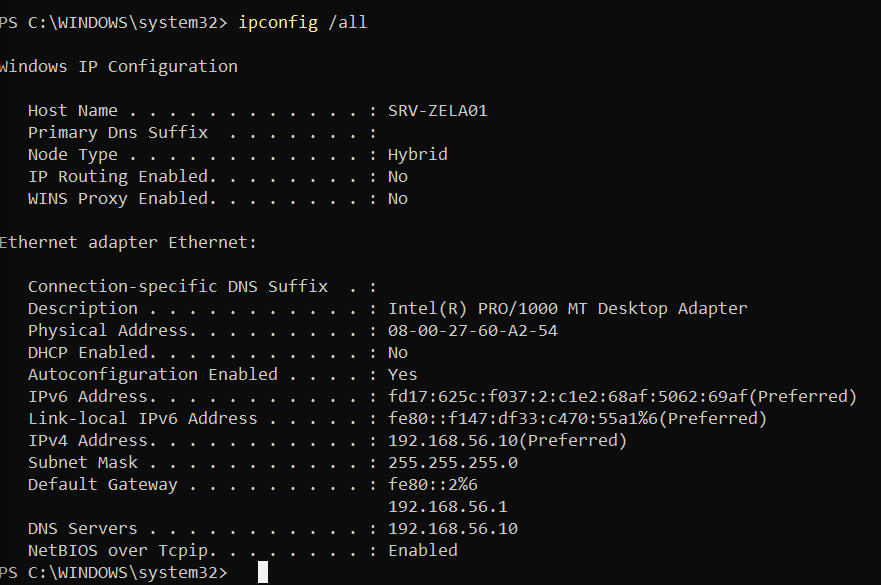 PS C:\WINDOWS\system32> ipconfig /all
Windows IP Configuration
Host Name . . . . . . . . . . . . : SRV-ZELA01
Primary Dns Suffix  . . . . . . . :
Node Type . . . . . . . . . . . . : Hybrid
IP Routing Enabled. . . . . . . . : No
WINS Proxy Enabled. . . . . . . . : No
Ethernet adapter Ethernet:
Connection-specific DNS Suffix  . :
Description . . . . . . . . . . . : Intel(R) PRO/1000 MT Desktop Adapter
Physical Address. . . . . . . . . : 08-00-27-60-A2-54
DHCP Enabled. . . . . . . . . . . : No
Autoconfiguration Enabled . . . . : Yes
IPv6 Address. . . . . . . . . . . : fd17:625c:f037:2:c1e2:68af:5062:69af(Preferred)
Link-local IPv6 Address . . . . . : fe80::f147:df33:c470:55a1%6(Preferred)
IPv4 Address. . . . . . . . . . . : 192.168.56.10(Preferred)
Subnet Mask . . . . . . . . . . . : 255.255.255.0
Default Gateway . . . . . . . . . : fe80::2%6
192.168.56.1
DNS Servers . . . . . . . . . . . : 192.168.56.10
NetBIOS over Tcpip. . . . . . . . : Enabled
PS C:\WINDOWS\system32>